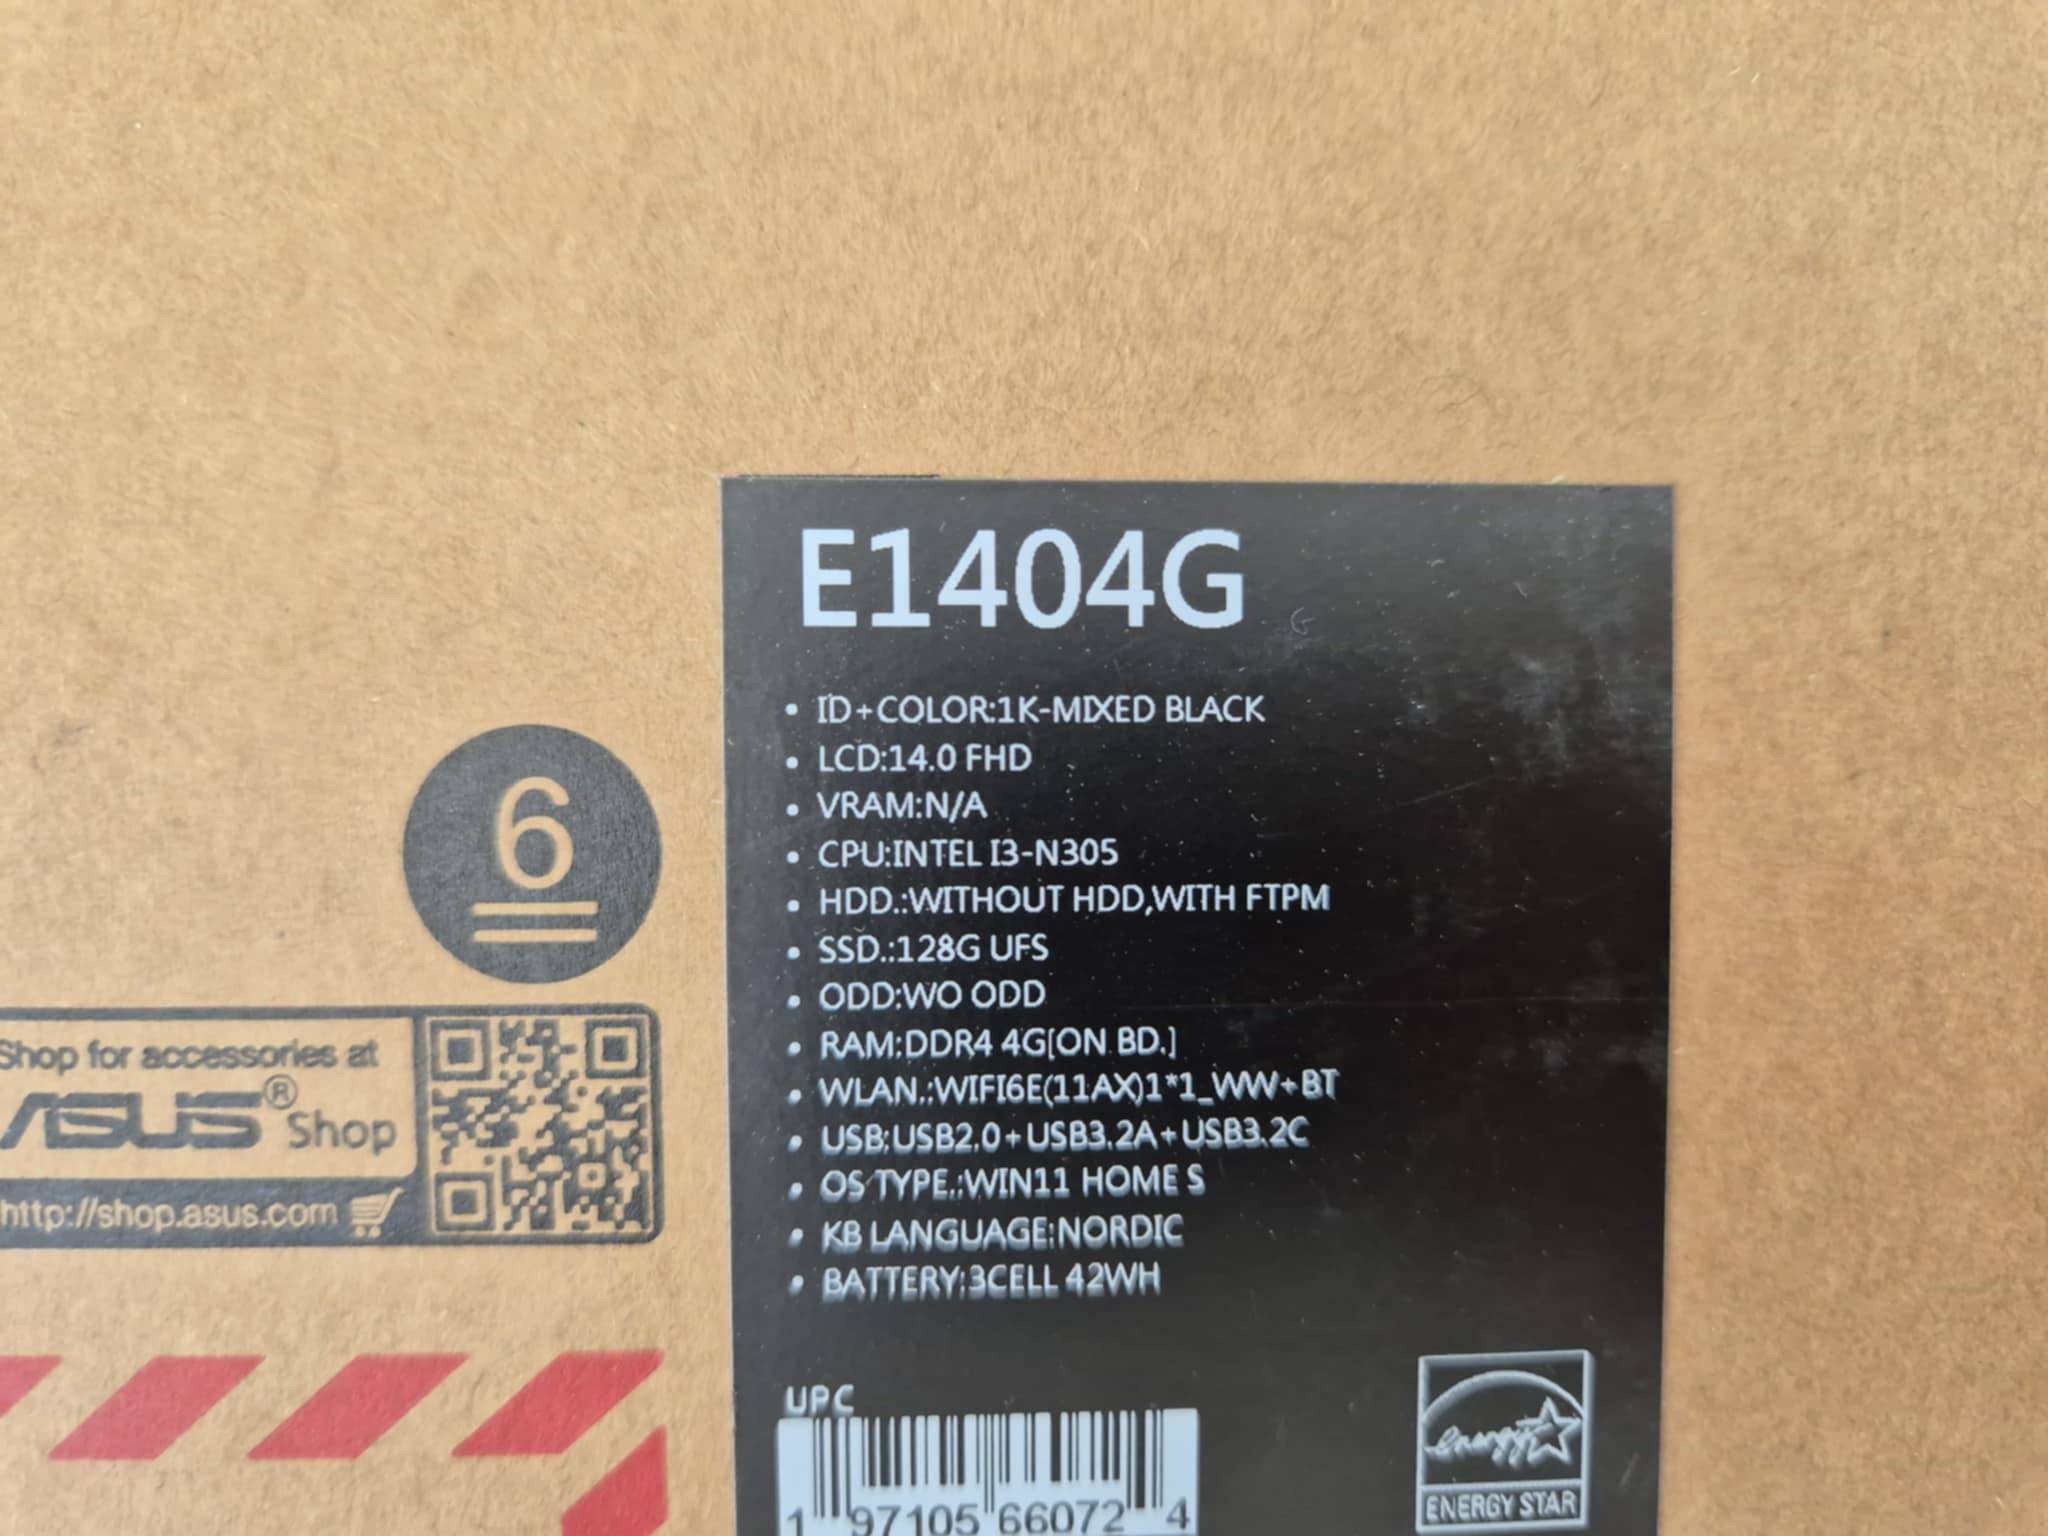 E1404G
• ID+COLOR:1K-MIXED BLACK
• LCD:14.0 FHD
• VRAM:N/A
• CPU:INTEL I3-N305
• HDD.:WITHOUT HDD,WITH FTPM
• SSD.:128G UFS
• ODD:WO ODD
• RAM:DDR4 4G[ON BD.]
• WLAN.:WIFI6E(11AX)1*1_WW+BT
• USB:USB2.0+USB3.2A+USB3.2C
• OS TYPE.:WIN11 HOME S
• KB LANGUAGE:NORDIC
• BATTERY:3CELL 42WH
UPC
1 97105 66072 4
energy
ENERGY STAR
6
Shop for accessories at
ASUS® Shop
http://shop.asus.com